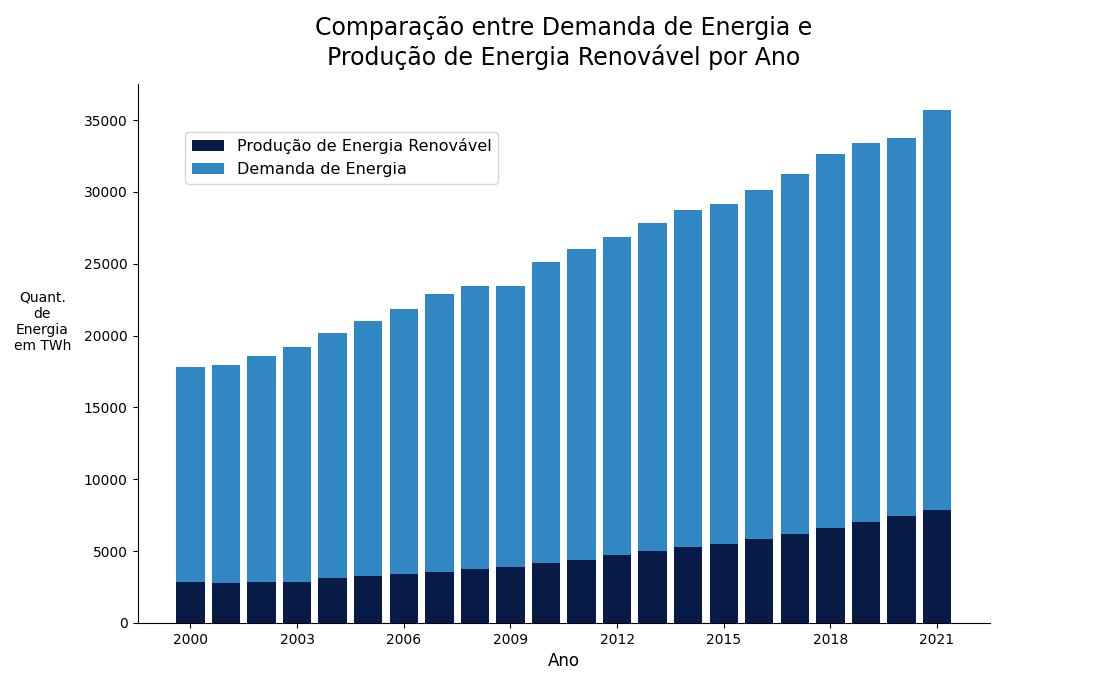 Comparação entre Demanda de Energia e
Produção de Energia Renovável por Ano
Produção de Energia Renovável
Demanda de Energia
Quant.
de
Energia
em TWh
35000
30000
25000
20000
15000
10000
5000
0
2000 2003 2006 2009 2012 2015 2018 2021
Ano